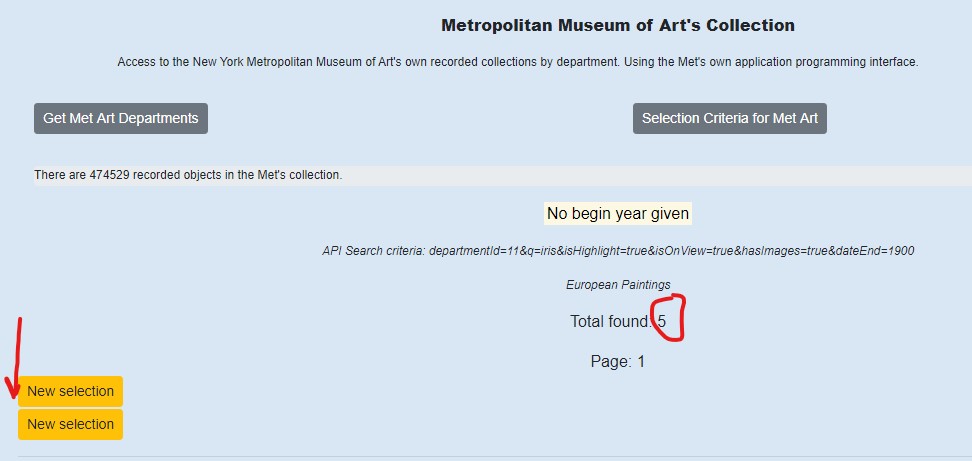 Metropolitan Museum of Art's Collection
Access to the New York Metropolitan Museum of Art's own recorded collections by department. Using the Met's own application programming interface.
Get Met Art Departments
Selection Criteria for Met Art
There are 474529 recorded objects in the Met's collection.
No begin year given
API Search criteria: departmentId=11&q=iris&isHighlight=true&isOnView=true&hasImages=true&dateEnd=1900
European Paintings
Total found: 5
Page: 1
New selection
New selection